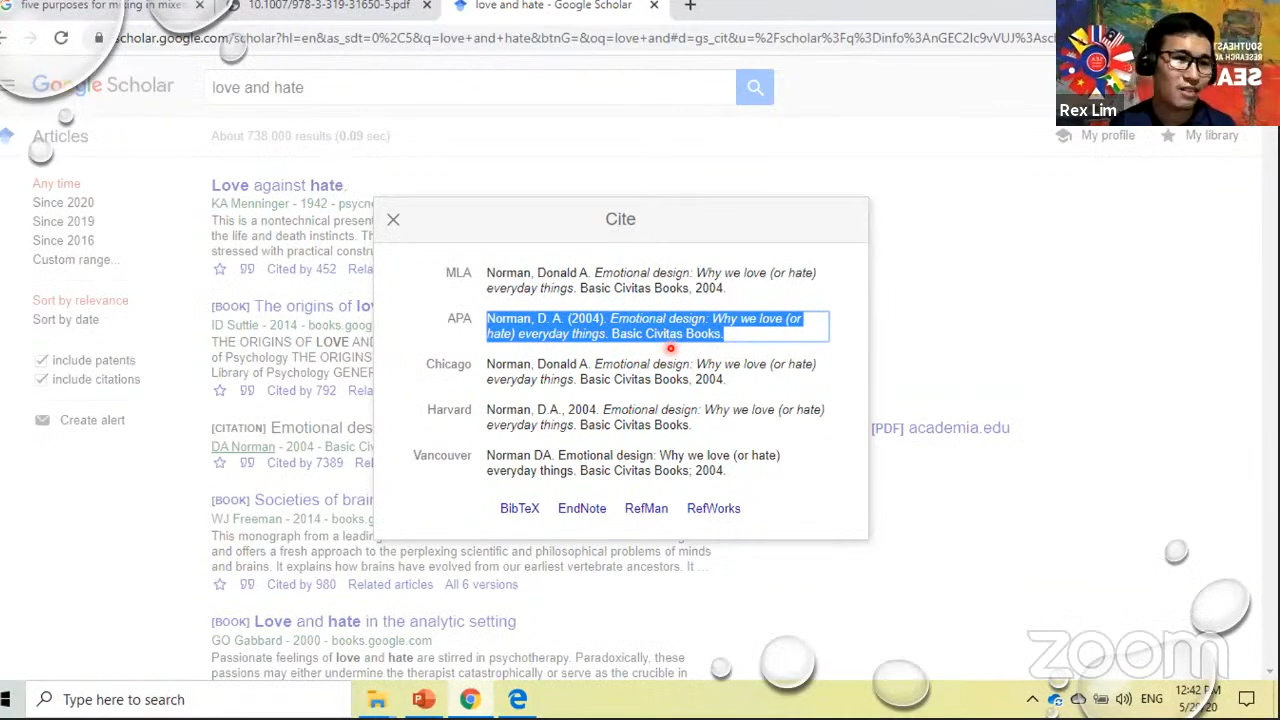 five purposes for mixing in mixe
10.1007/978-3-319-31650-5.pdf
love and hate - Google Scholar
scholar.google.com/scholar?hl=en&as_sdt=0%2C5&q=love+and+hate&btnG=&oq=love+and#d=gs_cit&u=%2Fscholar%3Fq%3Dinfo%3AnGEC2Ic9vVUJ%3Asch
Google Scholar
love and hate
SOUTHEAST
RESEARCH AC
SEA
Rex Lim
Articles
About 738 000 results (0.09 sec)
My profile
My library
Any time
Since 2020
Since 2019
Since 2016
Custom range...
Sort by relevance
Sort by date
include patents
include citations
Create alert
Love against hate.
KA Menninger - 1942 - psycn
This is a nontechnical present
the life and death instincts. Th
stressed with practical constru
Cited by 452 Rela
[BOOK] The origins of lov
ID Suttie - 2014 - books.goog
THE ORIGINS OF LOVE AND
of Psychology THE ORIGINS
Library of Psychology GENER
Cited by 792 Relat
[CITATION] Emotional des
DA Norman - 2004 - Basic Ci
Cited by 7389 Rel
[PDF] academia.edu
[BOOK] Societies of brain
WJ Freeman - 2014 - books.g
This monograph from a leading
and offers a fresh approach to the perplexing scientific and philosophical problems of minds
and brains. It explains how brains have evolved from our earliest vertebrate ancestors. It ...
Cited by 980 Related articles All 6 versions
[BOOK] Love and hate in the analytic setting
GO Gabbard - 2000 - books.google.com
Passionate feelings of love and hate are stirred in psychotherapy. Paradoxically, these
passions may either undermine the therapist catastrophically or serve as the crucible in
Cite
MLA Norman, Donald A. Emotional design: Why we love (or hate)
everyday things. Basic Civitas Books, 2004.
APA Norman, D. A. (2004). Emotional design: Why we love (or
hate) everyday things. Basic Civitas Books.
Chicago Norman, Donald A. Emotional design: Why we love (or hate)
everyday things. Basic Civitas Books, 2004.
Harvard Norman, D.A., 2004. Emotional design: Why we love (or hate)
everyday things. Basic Civitas Books.
Vancouver Norman DA. Emotional design: Why we love (or hate)
everyday things. Basic Civitas Books; 2004.
BibTeX EndNote RefMan RefWorks
zoom
Type here to search
ENG
12:42 PM